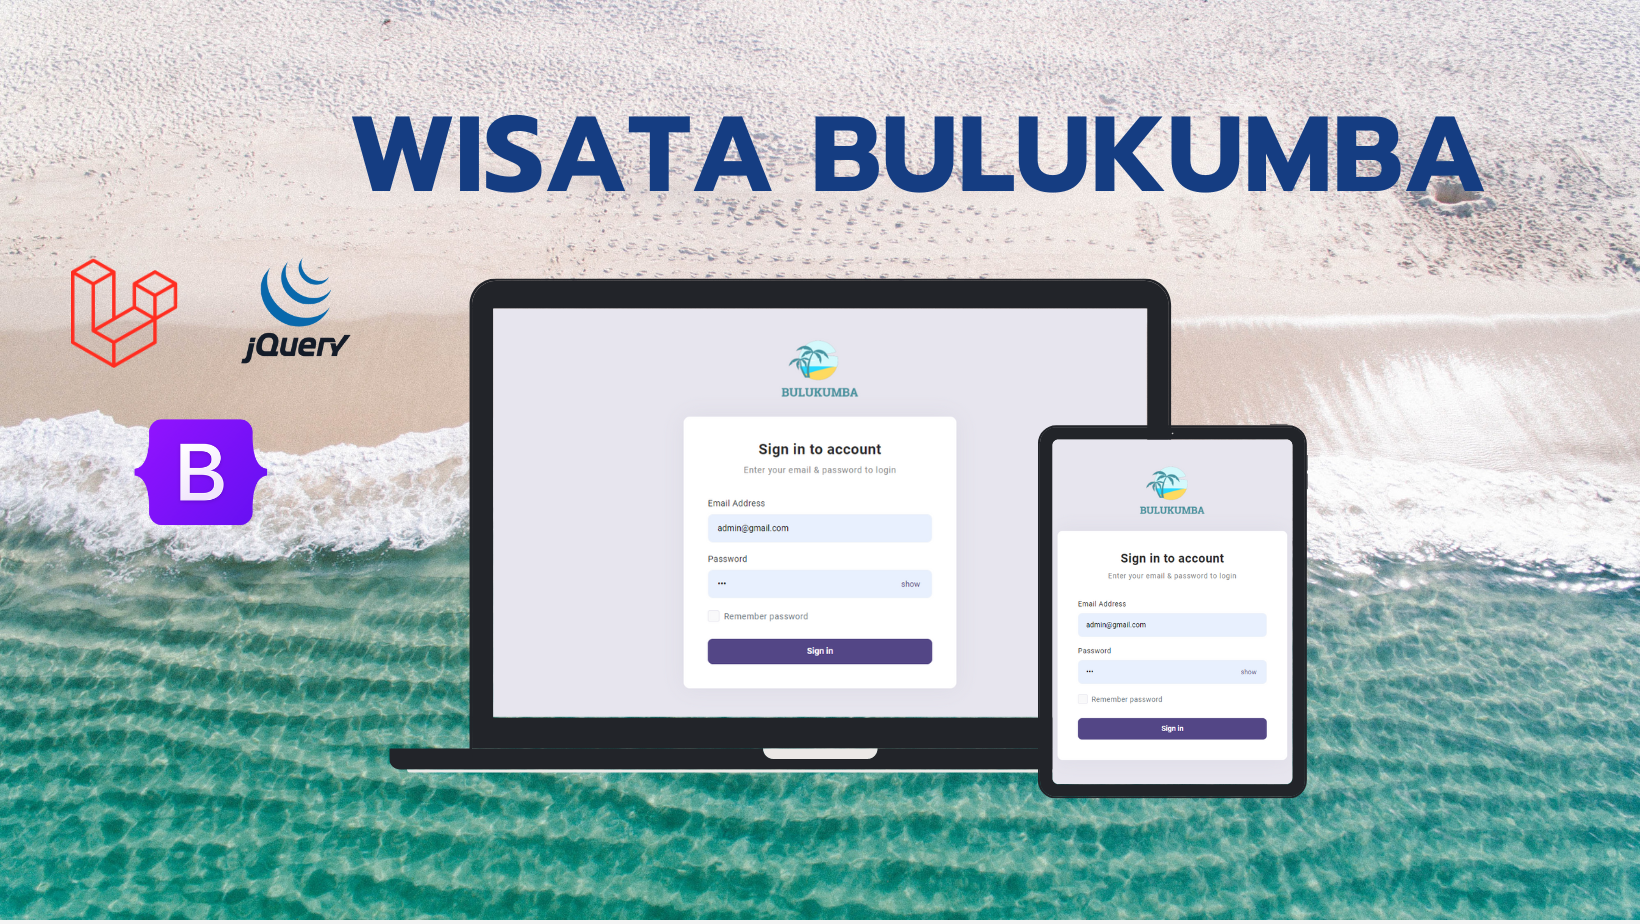 WISATA BULUKUMBA
jQuery
B
BULUKUMBA
Sign in to account
Enter your email & password to login
Email Address
admin@gmail.com
Password
•••
show
Remember password
Sign in
BULUKUMBA
Sign in to account
Enter your email & password to login
Email Address
admin@gmail.com
Password
•••
show
Remember password
Sign in